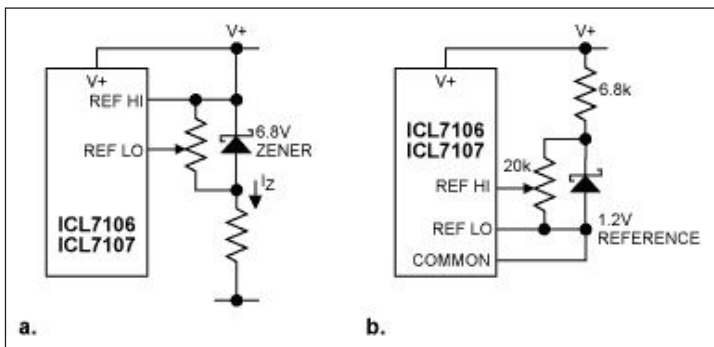 V+
V+
REF HI
REF LO
6.8V
ZENER
IZ
ICL7106
ICL7107
a.
V+
V+
6.8k
ICL7106
ICL7107
20k
REF HI
REF LO
1.2V
REFERENCE
COMMON
b.